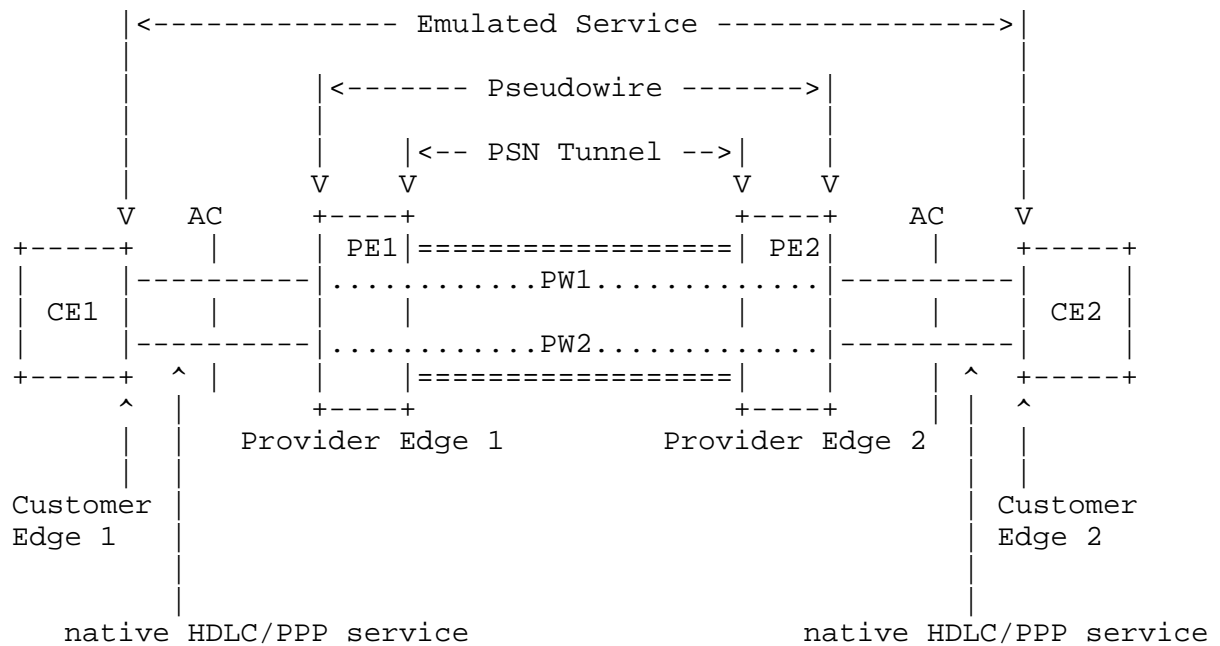 |<-------------- Emulated Service ---------------->|
|<------- Pseudowire ------->|
|<-- PSN Tunnel -->|
V V V V
V AC +----+ +----+ AC V
+-----+ | | PE1|==================| PE2| | +-----+
| |----------|............PW1.............|----------| |
| CE1 | | | | | | | | CE2 |
| |----------|............PW2.............|----------| |
+-----+ ^ | | |==================| | | ^ +-----+
^ | +----+ +----+ | | ^
| | Provider Edge 1 Provider Edge 2 | |
Customer | | Customer
Edge 1 | | Edge 2
native HDLC/PPP service native HDLC/PPP service